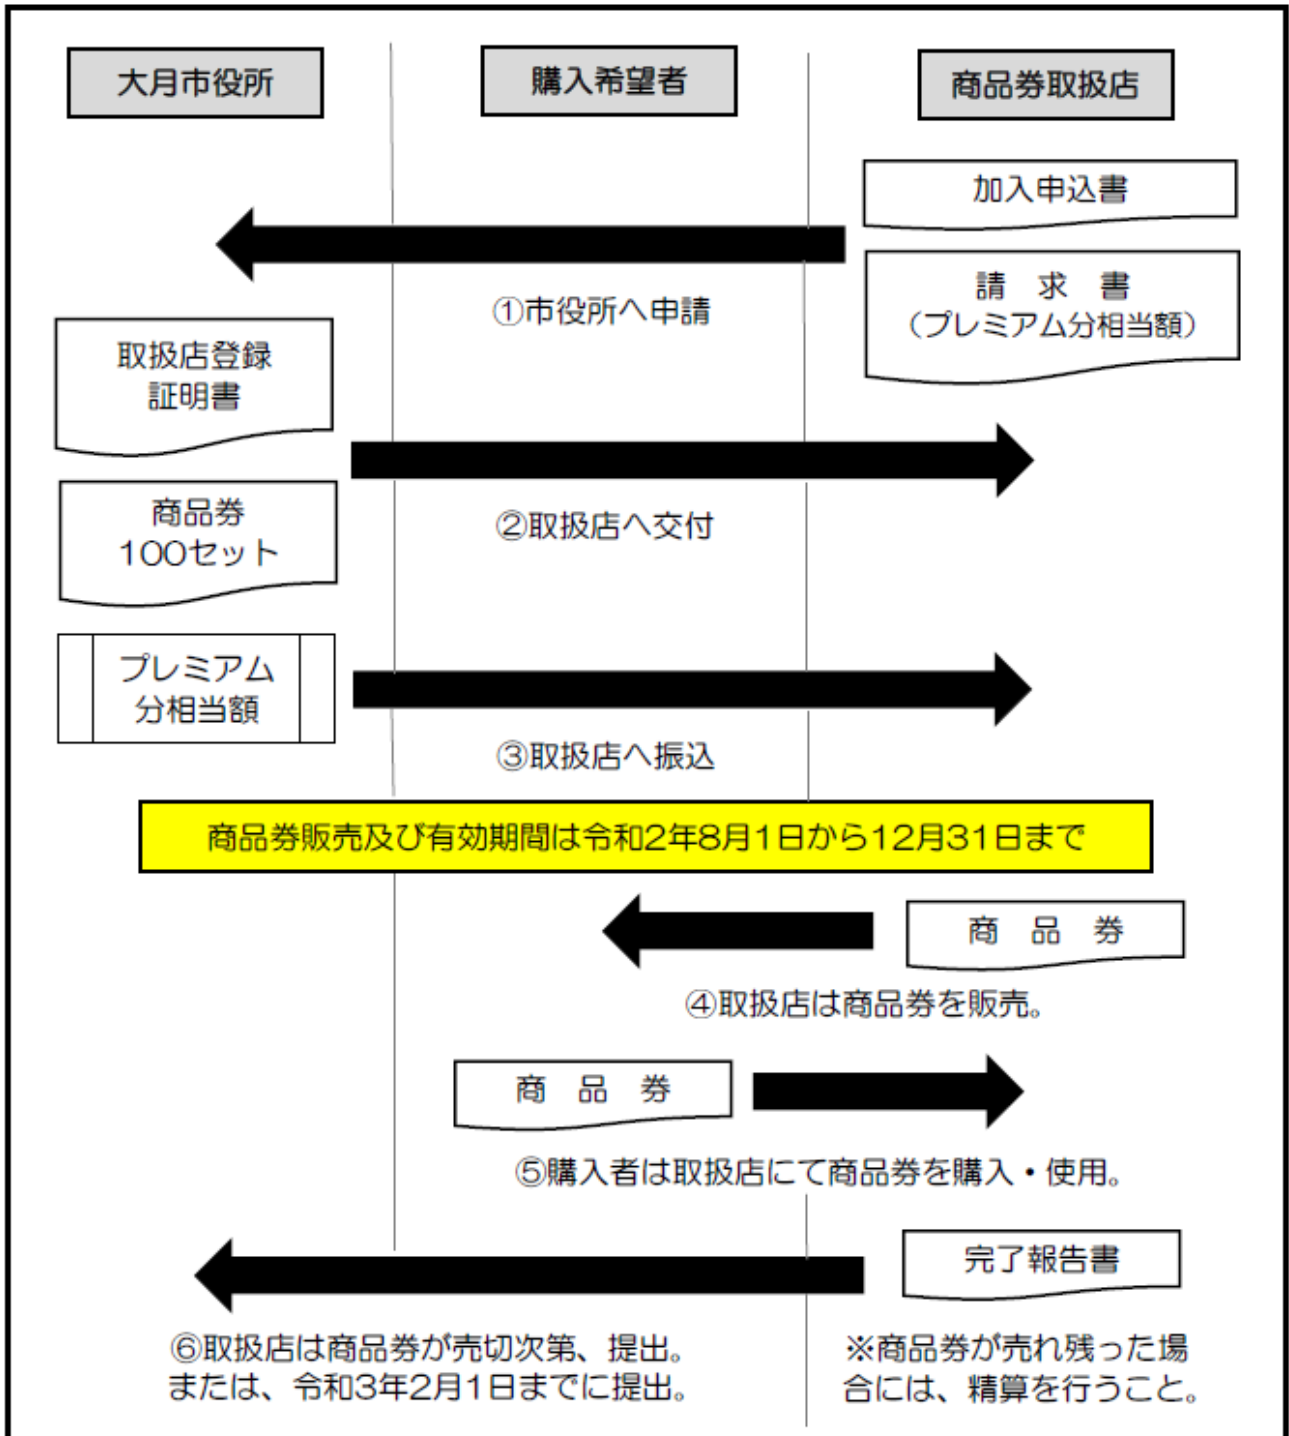 大月市役所
購入希望者
商品券取扱店
加入申込書
請　求　書
（プレミアム分相当額）
①市役所へ申請
取扱店登録
証明書
商品券
100セット
②取扱店へ交付
プレミアム
分相当額
③取扱店へ振込
商品券販売及び有効期間は令和2年8月1日から12月31日まで
商　品　券
④取扱店は商品券を販売。
商　品　券
⑤購入者は取扱店にて商品券を購入・使用。
完了報告書
⑥取扱店は商品券が売切次第、提出。
または、令和3年2月1日までに提出。
※商品券が売れ残った場
合には、精算を行うこと。